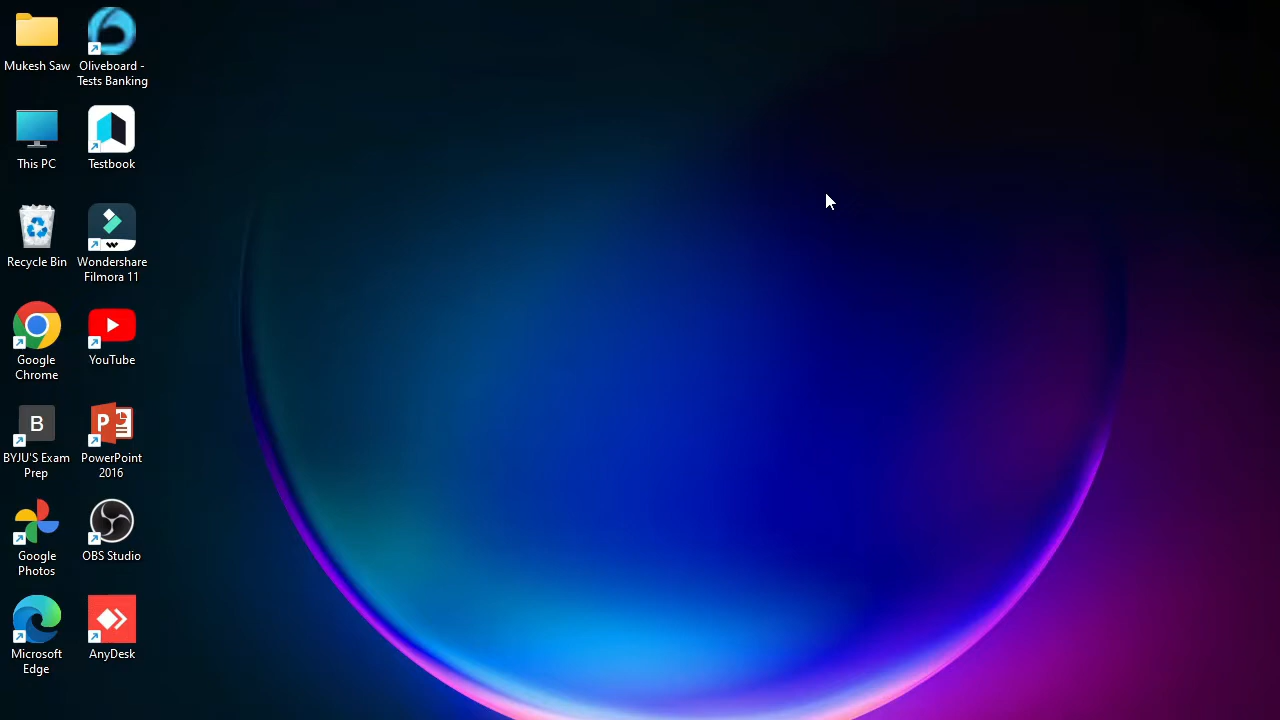 Mukesh Saw
Oliveboard -
Tests Banking
This PC
Testbook
Recycle Bin
Wondershare
Filmora 11
Google
Chrome
YouTube
B
BYJU'S Exam
Prep
P
PowerPoint
2016
Google
Photos
OBS Studio
Microsoft
Edge
AnyDesk